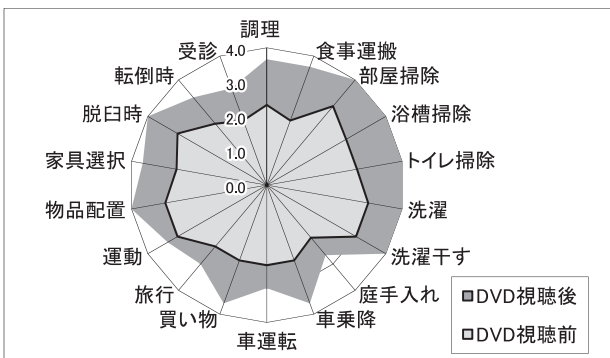 調理
食事運搬
部屋掃除
浴槽掃除
トイレ掃除
洗濯
洗濯干す
庭手入れ
車乗降
車運転
買い物
旅行
運動
物品配置
家具選択
脱臼時
転倒時
受診
4.0
3.0
2.0
1.0
0.0
DVD視聴後
DVD視聴前